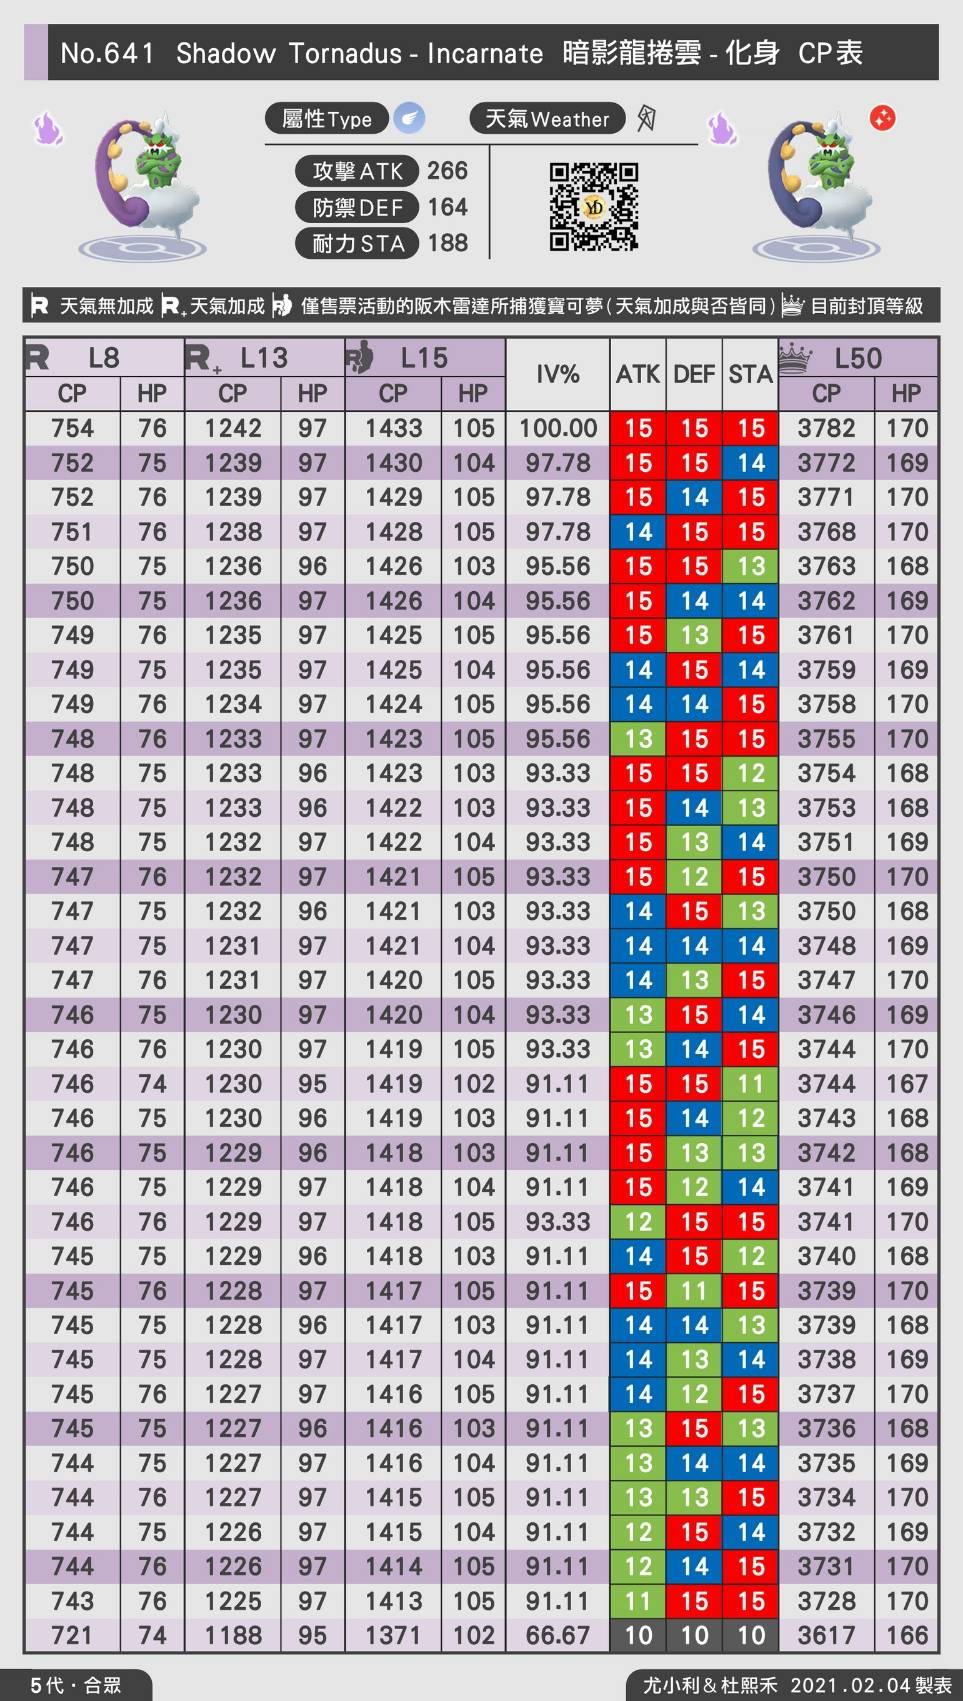 No.641 Shadow Tornadus - Incarnate 暗影龍捲雲 - 化身 CP表
屬性Type 天氣Weather
攻擊ATK 266
防禦DEF 164
耐力STA 188
YD
R 天氣無加成 R+ 天氣加成 R 僅售票活動的阪木雷達所捕獲寶可夢(天氣加成與否皆同) 目前封頂等級
R L8 R+ L13 R L15 IV% ATK DEF STA L50
CP HP CP HP CP HP CP HP
754 76 1242 97 1433 105 100.00 15 15 15 3782 170
752 75 1239 97 1430 104 97.78 15 15 14 3772 169
752 76 1239 97 1429 105 97.78 15 14 15 3771 170
751 76 1238 97 1428 105 97.78 14 15 15 3768 170
750 75 1236 96 1426 103 95.56 15 15 13 3763 168
750 75 1236 97 1426 104 95.56 15 14 14 3762 169
749 76 1235 97 1425 105 95.56 15 13 15 3761 170
749 75 1235 97 1425 104 95.56 14 15 14 3759 169
749 76 1234 97 1424 105 95.56 14 14 15 3758 170
748 76 1233 97 1423 105 95.56 13 15 15 3755 170
748 75 1233 96 1423 103 93.33 15 15 12 3754 168
748 75 1233 96 1422 103 93.33 15 14 13 3753 168
748 75 1232 97 1422 104 93.33 15 13 14 3751 169
747 76 1232 97 1421 105 93.33 15 12 15 3750 170
747 75 1232 96 1421 103 93.33 14 15 13 3750 168
747 75 1231 97 1421 104 93.33 14 14 14 3748 169
747 76 1231 97 1420 105 93.33 14 13 15 3747 170
746 75 1230 97 1420 104 93.33 13 15 14 3746 169
746 76 1230 97 1419 105 93.33 13 14 15 3744 170
746 74 1230 95 1419 102 91.11 15 15 11 3744 167
746 75 1230 96 1419 103 91.11 15 14 12 3743 168
746 75 1229 96 1418 103 91.11 15 13 13 3742 168
746 75 1229 97 1418 104 91.11 15 12 14 3741 169
746 76 1229 97 1418 105 93.33 12 15 15 3741 170
745 75 1229 96 1418 103 91.11 14 15 12 3740 168
745 76 1228 97 1417 105 91.11 15 11 15 3739 170
745 75 1228 96 1417 103 91.11 14 14 13 3739 168
745 75 1228 97 1417 104 91.11 14 13 14 3738 169
745 76 1227 97 1416 105 91.11 14 12 15 3737 170
745 75 1227 96 1416 103 91.11 13 15 13 3736 168
744 75 1227 97 1416 104 91.11 13 14 14 3735 169
744 76 1227 97 1415 105 91.11 13 13 15 3734 170
744 75 1226 97 1415 104 91.11 12 15 14 3732 169
744 76 1226 97 1414 105 91.11 12 14 15 3731 170
743 76 1225 97 1413 105 91.11 11 15 15 3728 170
721 74 1188 95 1371 102 66.67 10 10 10 3617 166
5代·合眾 尤小利&杜熙禾 2021.02.04製表